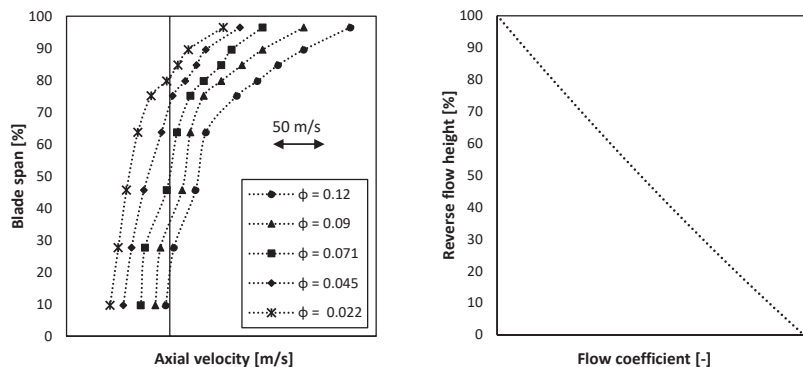 100
90
80
70
60
50
40
30
20
10
0
Blade span [%]
50 m/s
ϕ = 0.12
ϕ = 0.09
ϕ = 0.071
ϕ = 0.045
ϕ = 0.022
Axial velocity [m/s]
100
90
80
70
60
50
40
30
20
10
0
Reverse flow height [%]
Flow coefficient [-]